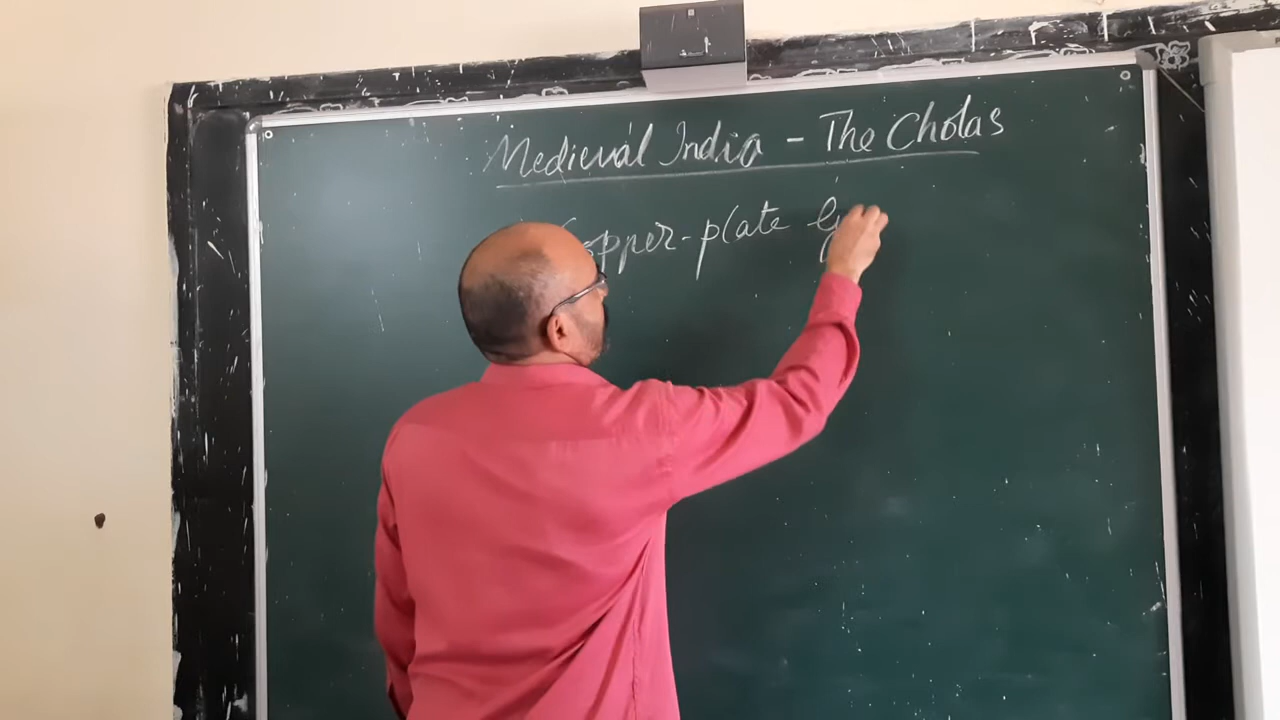 Medieval India - The Cholas
Copper-plate